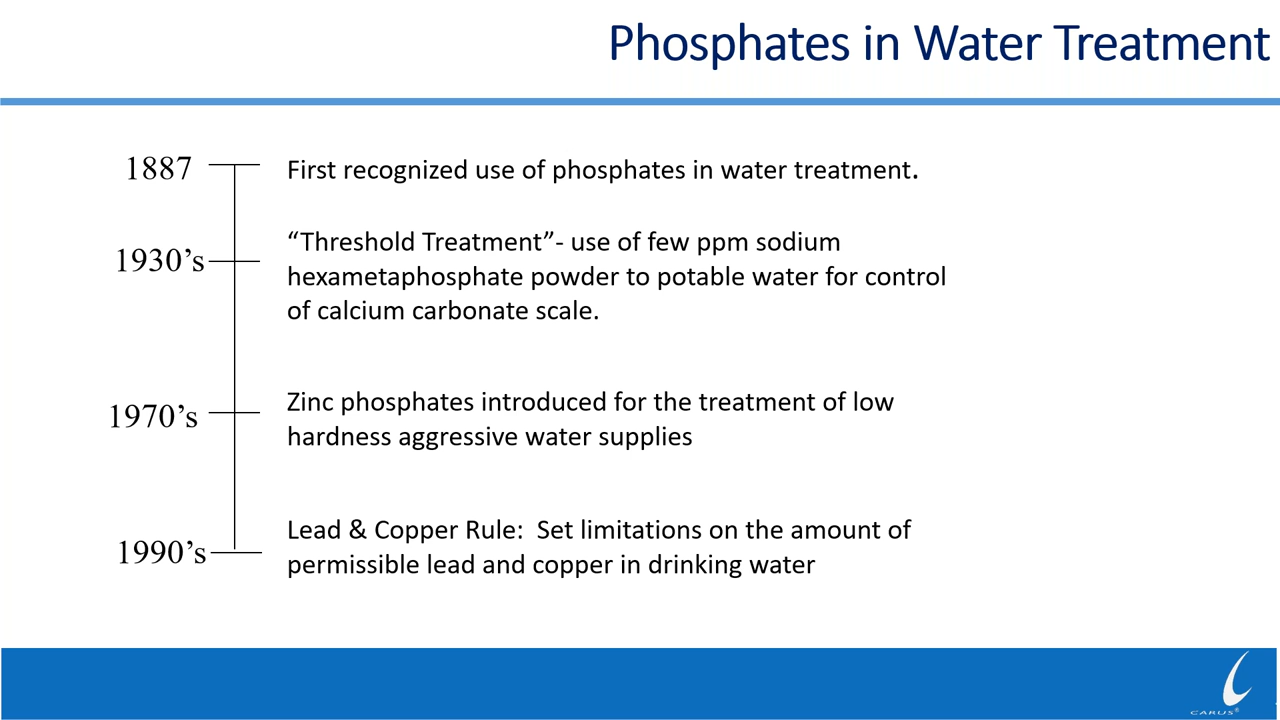 Phosphates in Water Treatment
1887
First recognized use of phosphates in water treatment.
1930’s
“Threshold Treatment”- use of few ppm sodium
hexametaphosphate powder to potable water for control
of calcium carbonate scale.
1970’s
Zinc phosphates introduced for the treatment of low
hardness aggressive water supplies
1990’s
Lead & Copper Rule:  Set limitations on the amount of
permissible lead and copper in drinking water
CARUS®